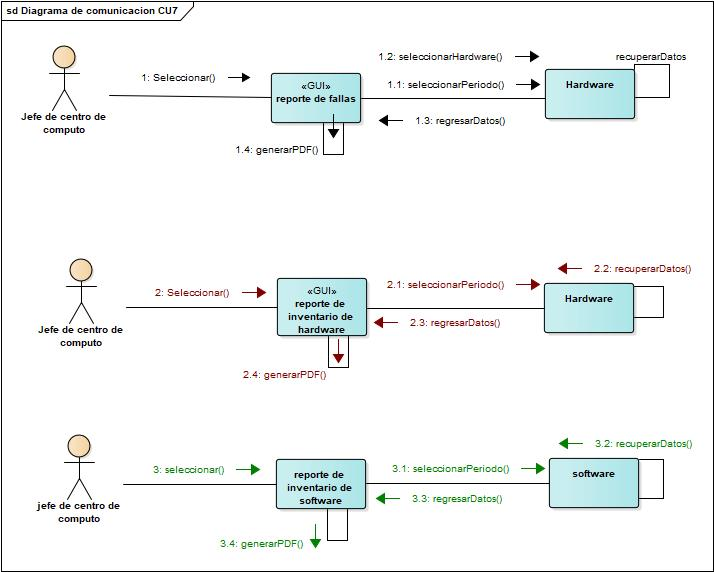 sd Diagrama de comunicacion CU7
1.2: seleccionarHardware()
recuperarDatos
1: Seleccionar()
«GUI»
reporte de fallas
1.1: seleccionarPeriodo()
Hardware
Jefe de centro de
computo
1.3: regresarDatos()
1.4: generarPDF()
2.2: recuperarDatos()
2: Seleccionar()
«GUI»
reporte de
inventario de
hardware
2.1: seleccionarPeriodo()
Hardware
Jefe de centro de
computo
2.3: regresarDatos()
2.4: generarPDF()
3.2: recuperarDatos()
3: seleccionar()
reporte de
inventario de
software
3.1: seleccionarPeriodo()
software
jefe de centro de
computo
3.3: regresarDatos()
3.4: generarPDF()